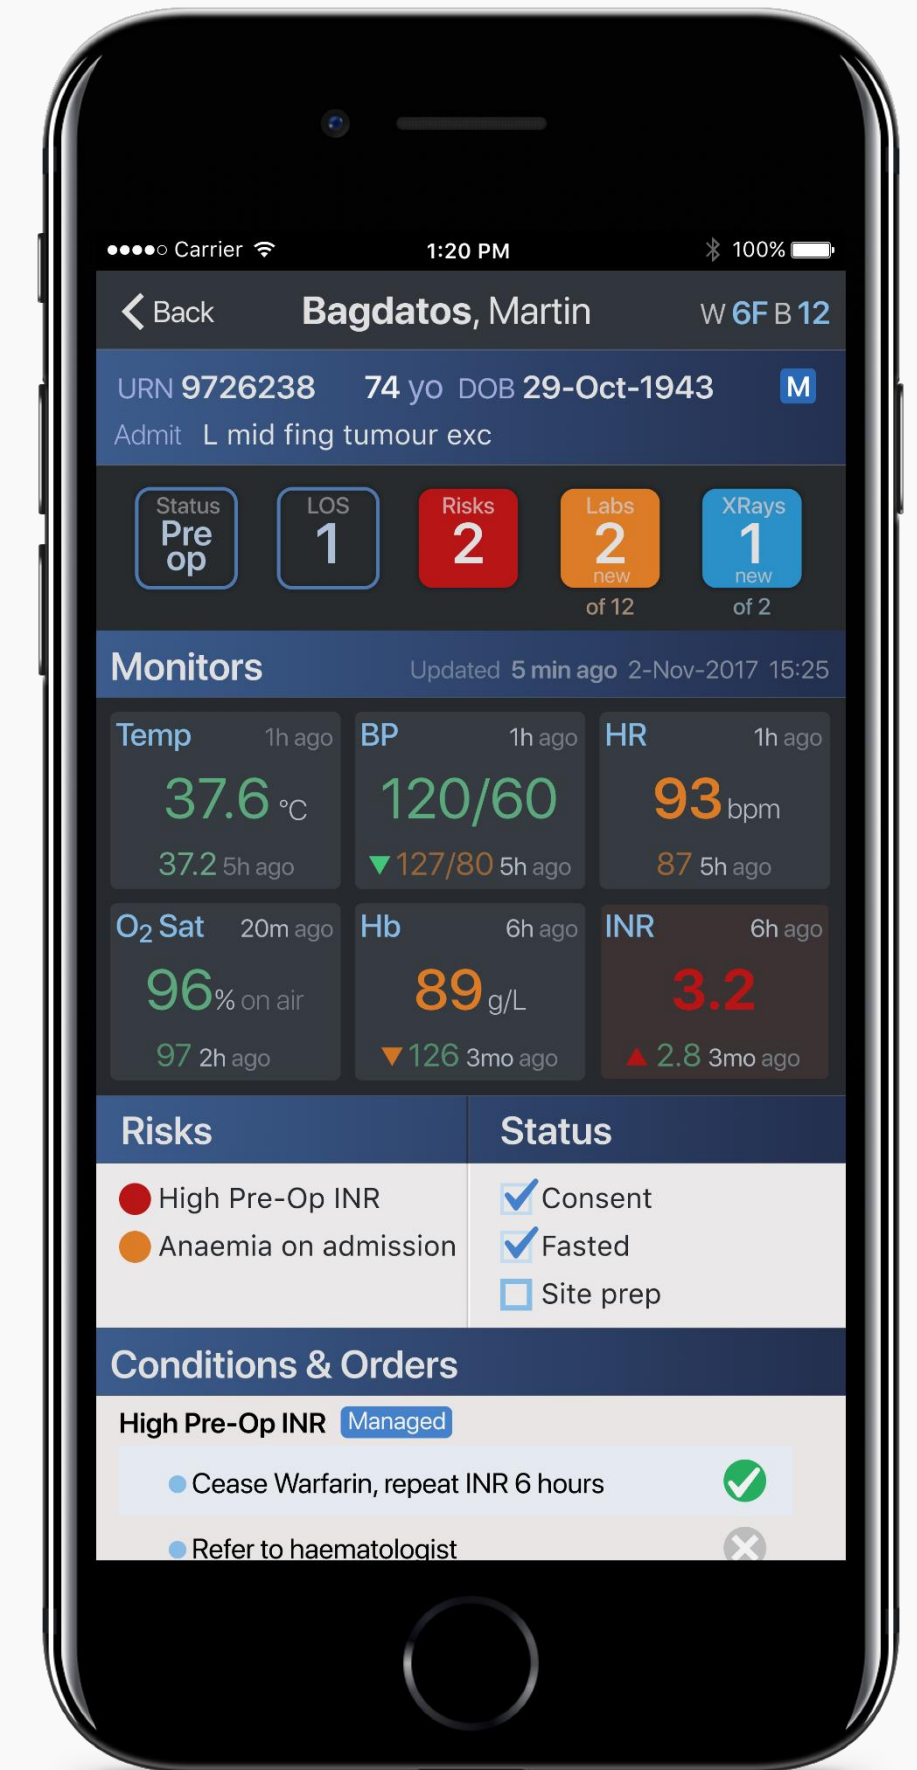 Carrier 1:20 PM 100%
Back Bagdatos, Martin W 6F B 12
URN 9726238 74 yo DOB 29-Oct-1943 M
Admit L mid fing tumour exc
Status LOS Risks Labs XRays
Pre op 1 2 2 1
new new
of 12 of 2
Monitors Updated 5 min ago 2-Nov-2017 15:25
Temp 1h ago BP 1h ago HR 1h ago
37.6 °C 120/60 93 bpm
37.2 5h ago ▼127/80 5h ago 87 5h ago
O₂ Sat 20m ago Hb 6h ago INR 6h ago
96% on air 89 g/L 3.2
97 2h ago ▼126 3mo ago ▲ 2.8 3mo ago
Risks Status
High Pre-Op INR Consent
Anaemia on admission Fasted
Site prep
Conditions & Orders
High Pre-Op INR Managed
Cease Warfarin, repeat INR 6 hours
Refer to haematologist